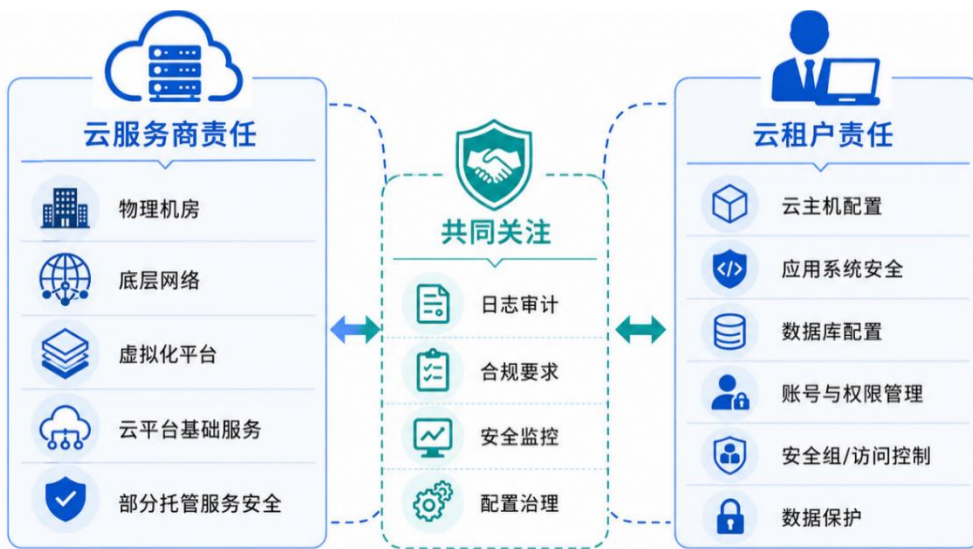 云服务商责任
物理机房
底层网络
虚拟化平台
云平台基础服务
部分托管服务安全
共同关注
日志审计
合规要求
安全监控
配置治理
云租户责任
云主机配置
应用系统安全
数据库配置
账号与权限管理
安全组/访问控制
数据保护